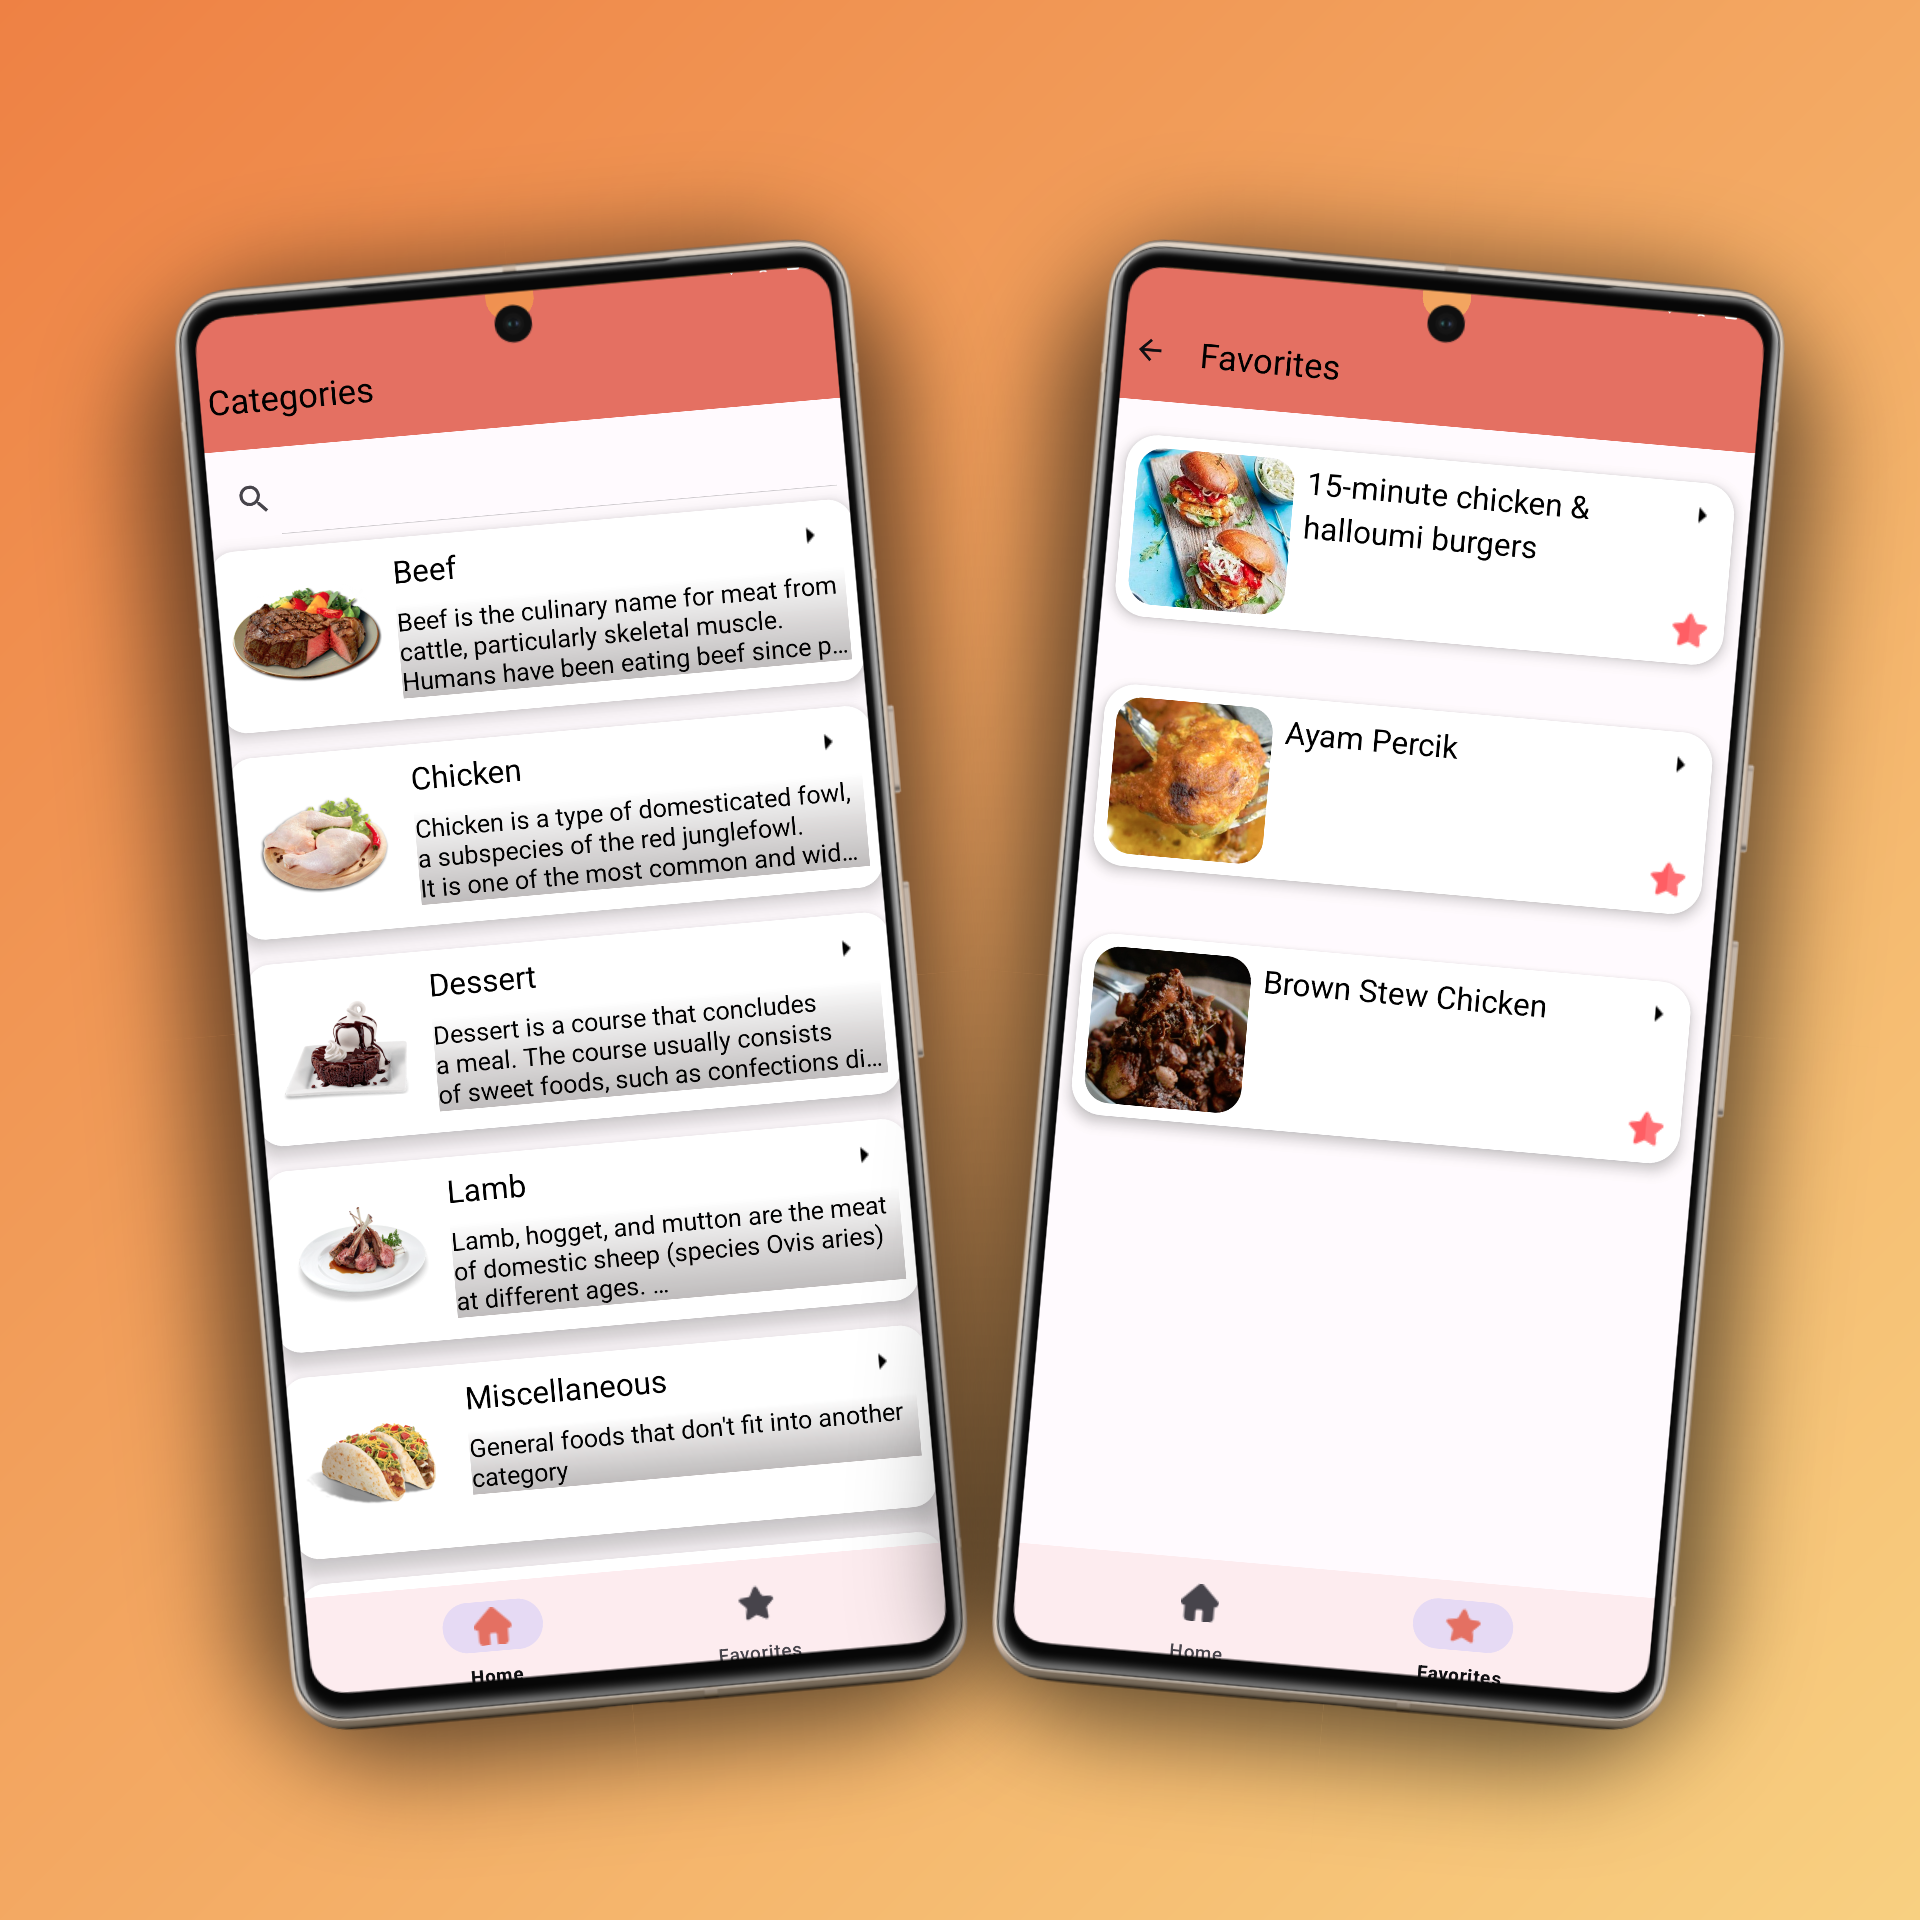 Categories
Beef
Beef is the culinary name for meat from
cattle, particularly skeletal muscle.
Humans have been eating beef since p...
Chicken
Chicken is a type of domesticated fowl,
a subspecies of the red junglefowl.
It is one of the most common and wid...
Dessert
Dessert is a course that concludes
a meal. The course usually consists
of sweet foods, such as confections di...
Lamb
Lamb, hogget, and mutton are the meat
of domestic sheep (species Ovis aries)
at different ages. ...
Miscellaneous
General foods that don't fit into another
category
Home
Favorites
Favorites
15-minute chicken &
halloumi burgers
Ayam Percik
Brown Stew Chicken
Home
Favorites